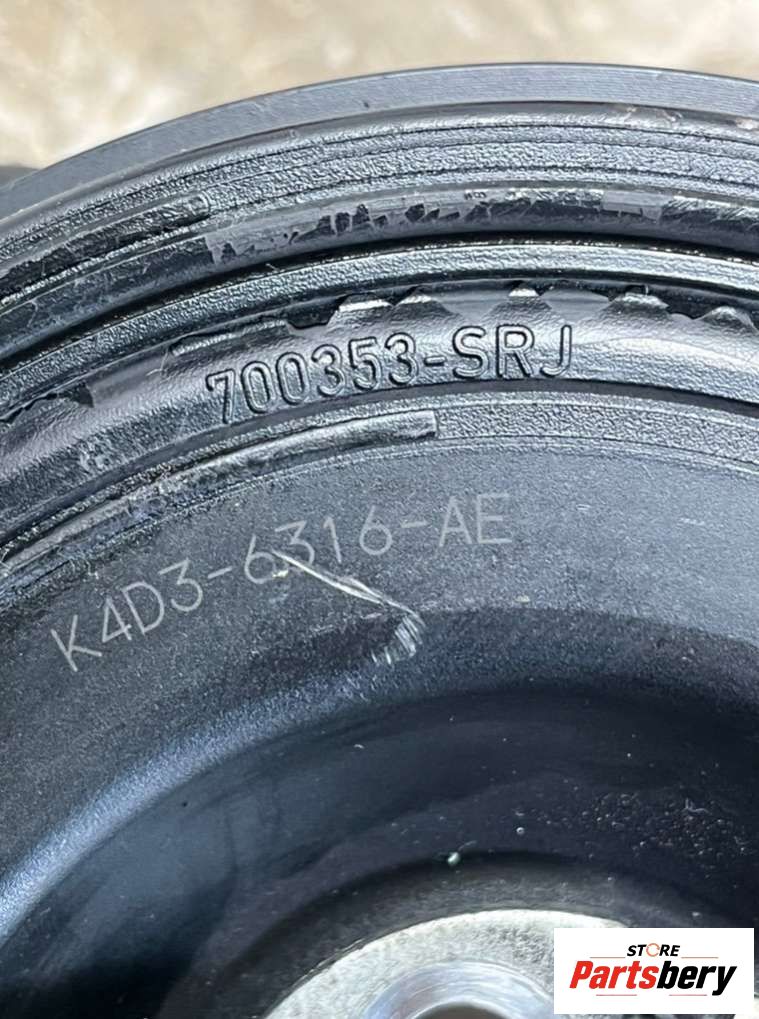 700353-SRJ
K4D3-6316-AE
STORE
Partsbery